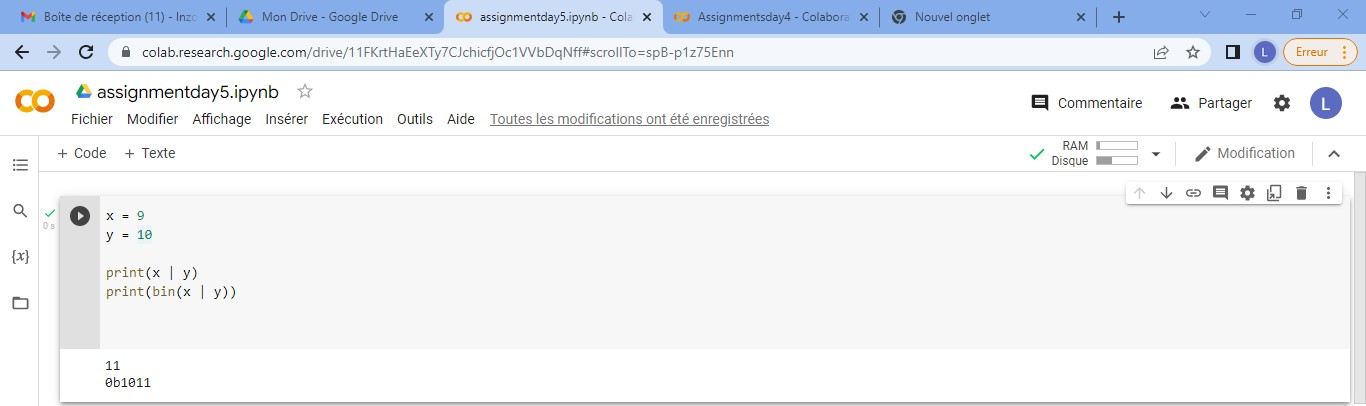 Boîte de réception (11) - Inzo
Mon Drive - Google Drive
assignmentday5.ipynb - Cola
Assignmentsday4 - Colabora
Nouvel onglet
colab.research.google.com/drive/11FKrtHaEeXTy7CJchicfjOc1VVbDqNff#scrollTo=spB-p1z75Enn
L
Erreur
assignmentday5.ipynb
Commentaire
Partager
L
Fichier Modifier Affichage Insérer Exécution Outils Aide Toutes les modifications ont été enregistrées
+ Code + Texte
RAM
Disque
Modification
{x}
0 s
x = 9
y = 10
print(x | y)
print(bin(x | y))
11
0b1011